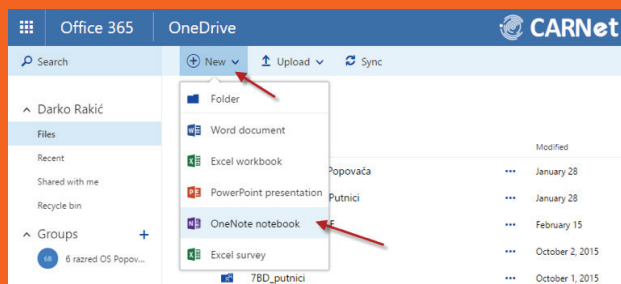 Office 365 OneDrive CARNet
Search New Upload Sync
Folder
Darko Rakić
Word document
Files
Modified
Recent
Excel workbook
Popovača January 28
Shared with me
PowerPoint presentation
Putnici January 28
Recycle bin
OneNote notebook
February 15
Groups +
Excel survey
October 2, 2015
6B 6 razred OS Popov...
7BD_putnici October 1, 2015